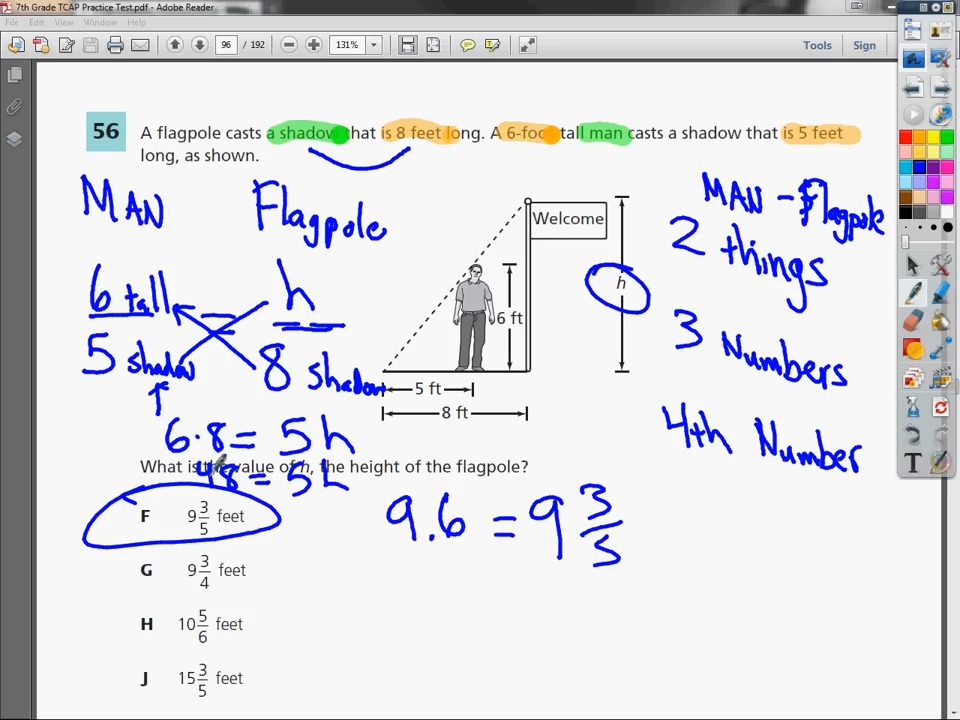 7th Grade TCAP Practice Test.pdf - Adobe Reader
File Edit View Window Help
96 / 192 131% Tools Sign
56 A flagpole casts a shadow that is 8 feet long. A 6-foot tall man casts a shadow that is 5 feet
long, as shown.
MAN Flagpole
6 tall h
5 shadow 8 shadow
6·8 = 5h
48 = 5h
Welcome
h
6 ft
5 ft
8 ft
MAN - Flagpole
2 things
3 Numbers
4th Number
What is the value of h, the height of the flagpole?
F 9 3/5 feet
9.6 = 9 3/5
G 9 3/4 feet
H 10 5/6 feet
J 15 3/5 feet
T